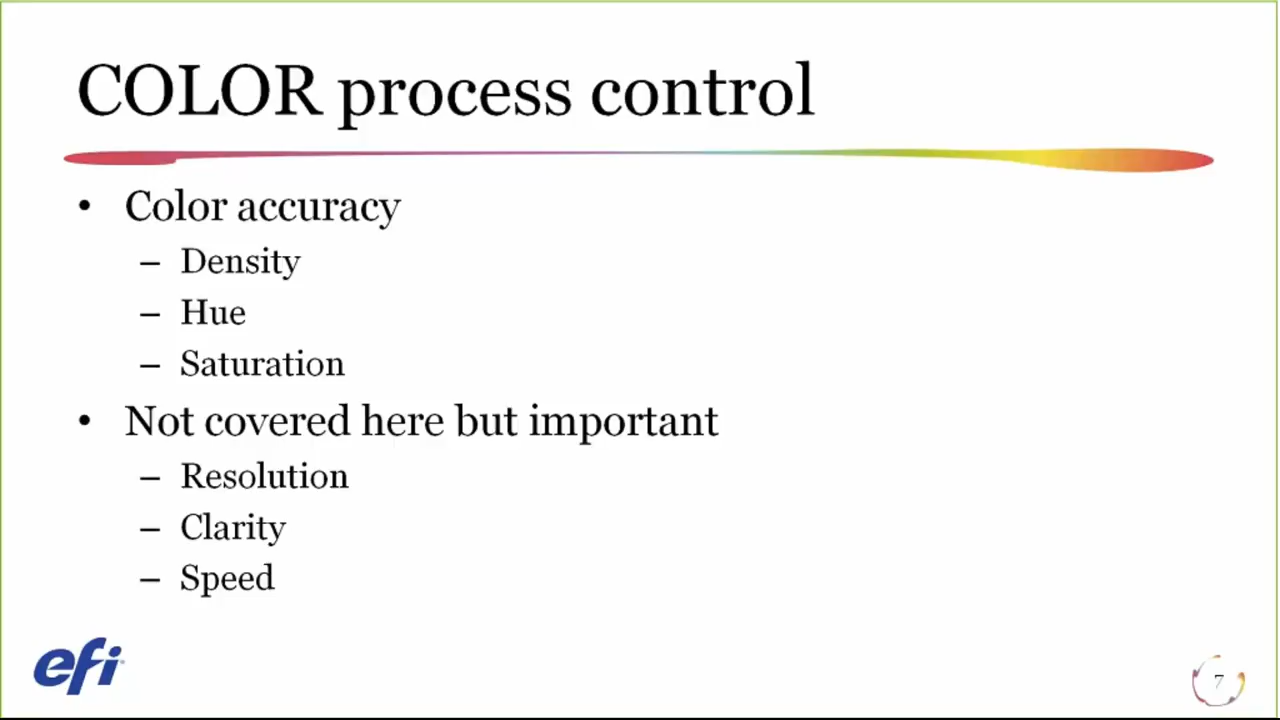 COLOR process control
• Color accuracy
– Density
– Hue
– Saturation
• Not covered here but important
– Resolution
– Clarity
– Speed
efi
7